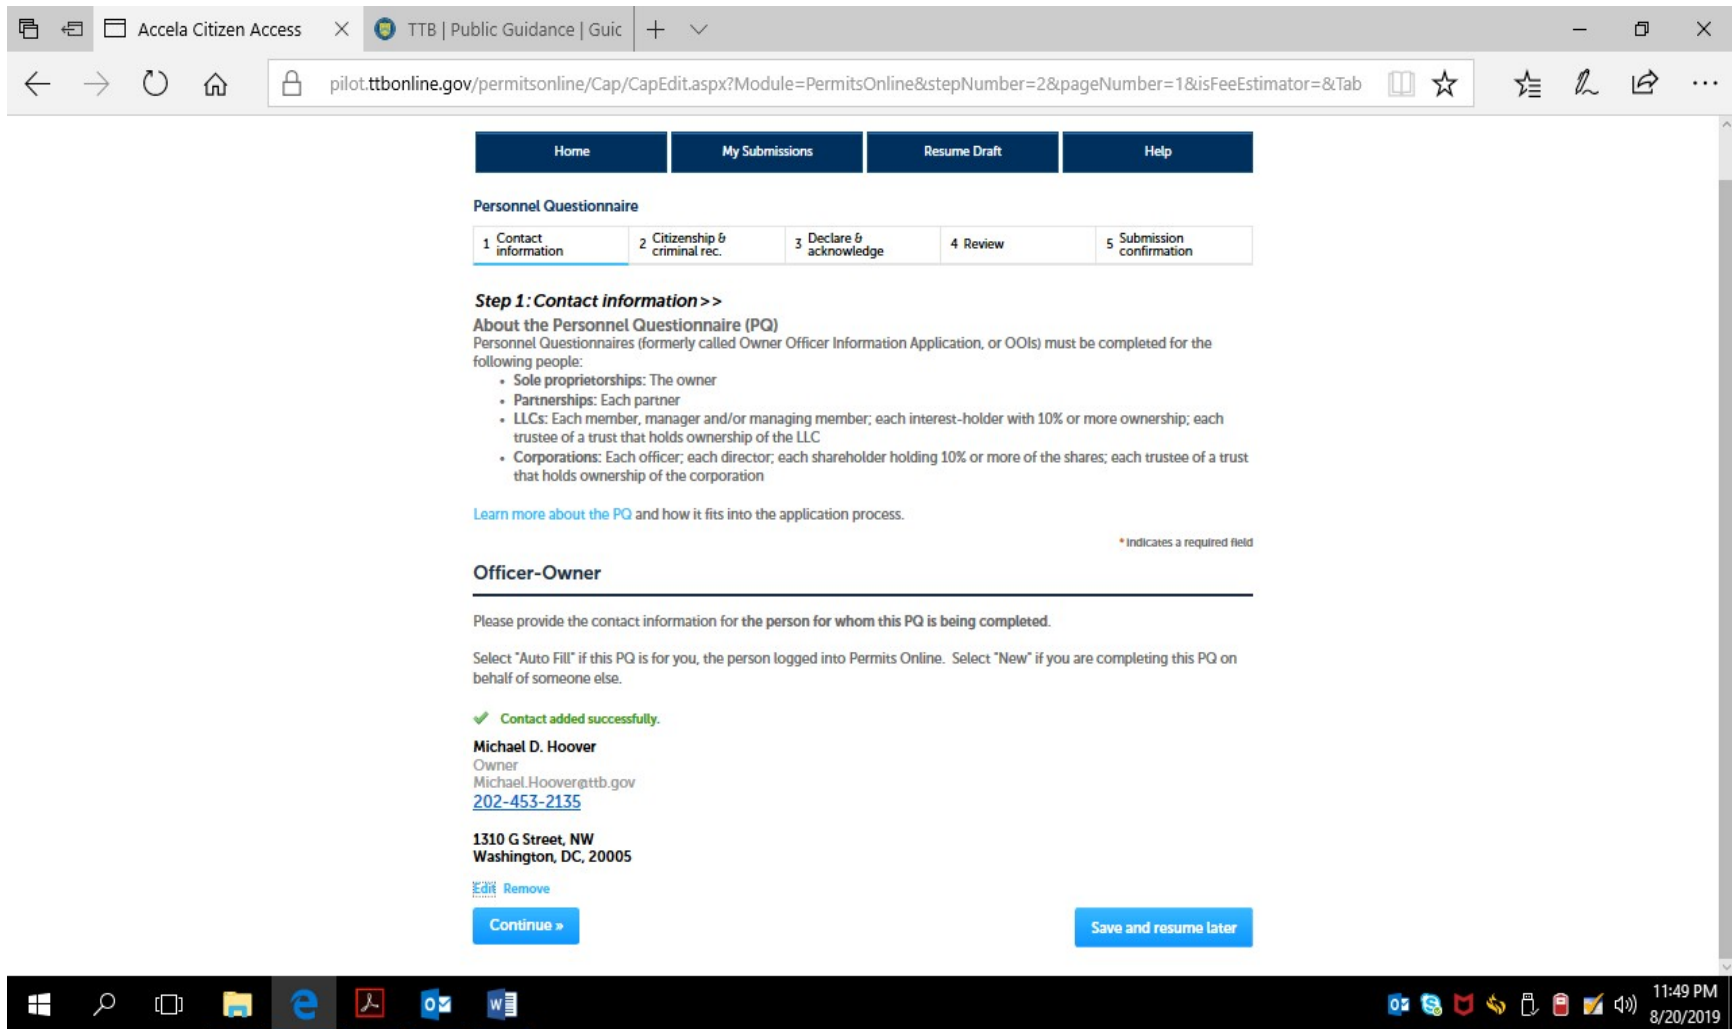 Accela Citizen Access
TTB | Public Guidance | Guic
pilot.ttbonline.gov/permitsonline/Cap/CapEdit.aspx?Module=PermitsOnline&stepNumber=2&pageNumber=1&isFeeEstimator=&Tab
Home My Submissions Resume Draft Help
Personnel Questionnaire
1 Contact information
2 Citizenship & criminal rec.
3 Declare & acknowledge
4 Review
5 Submission confirmation
Step 1: Contact information>>
About the Personnel Questionnaire (PQ)
Personnel Questionnaires (formerly called Owner Officer Information Application, or OOIs) must be completed for the
following people:
• Sole proprietorships: The owner
• Partnerships: Each partner
• LLCs: Each member, manager and/or managing member; each interest-holder with 10% or more ownership; each
trustee of a trust that holds ownership of the LLC
• Corporations: Each officer; each director; each shareholder holding 10% or more of the shares; each trustee of a trust
that holds ownership of the corporation
Learn more about the PQ and how it fits into the application process.
* indicates a required field
Officer-Owner
Please provide the contact information for the person for whom this PQ is being completed.
Select "Auto Fill" if this PQ is for you, the person logged into Permits Online. Select "New" if you are completing this PQ on
behalf of someone else.
Contact added successfully.
Michael D. Hoover
Owner
Michael.Hoover@ttb.gov
202-453-2135
1310 G Street, NW
Washington, DC, 20005
Edit Remove
Continue »
Save and resume later
11:49 PM
8/20/2019